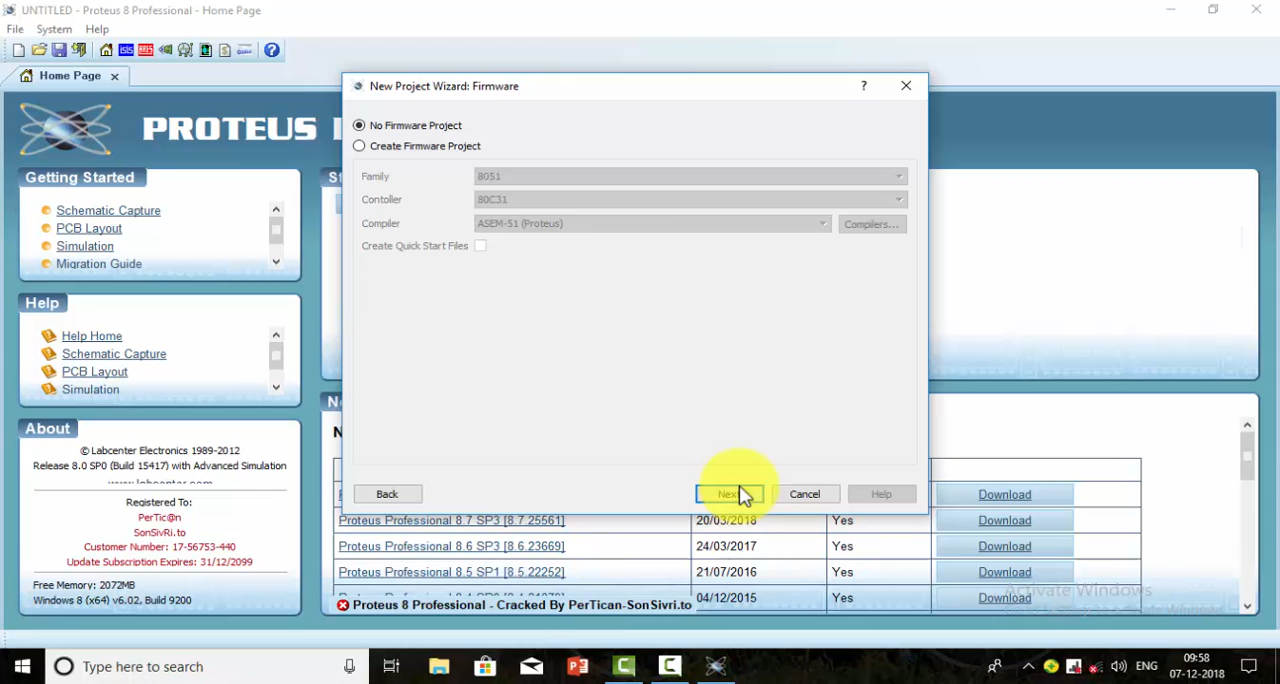 UNTITLED - Proteus 8 Professional - Home Page
File System Help
ISIS ARES
Home Page
PROTEUS
Getting Started
Schematic Capture
PCB Layout
Simulation
Migration Guide
Help
Help Home
Schematic Capture
PCB Layout
Simulation
About
© Labcenter Electronics 1989-2012
Release 8.0 SP0 (Build 15417) with Advanced Simulation
Registered To:
PerTic@n
SonSivRi.to
Customer Number: 17-56753-440
Update Subscription Expires: 31/12/2099
Free Memory: 2072MB
Windows 8 (x64) v6.02, Build 9200
New Project Wizard: Firmware
No Firmware Project
Create Firmware Project
Family 8051
Contoller 80C31
Compiler ASEM-51 (Proteus) Compilers...
Create Quick Start Files
Back Next Cancel Help
Download
Proteus Professional 8.7 SP3 [8.7.25561] 20/03/2018 Yes Download
Proteus Professional 8.6 SP3 [8.6.23669] 24/03/2017 Yes Download
Proteus Professional 8.5 SP1 [8.5.22252] 21/07/2016 Yes Download
04/12/2015 Yes Download
Proteus 8 Professional - Cracked By PerTican-SonSivri.to
Activate Windows
Type here to search
ENG
09:58
07-12-2018